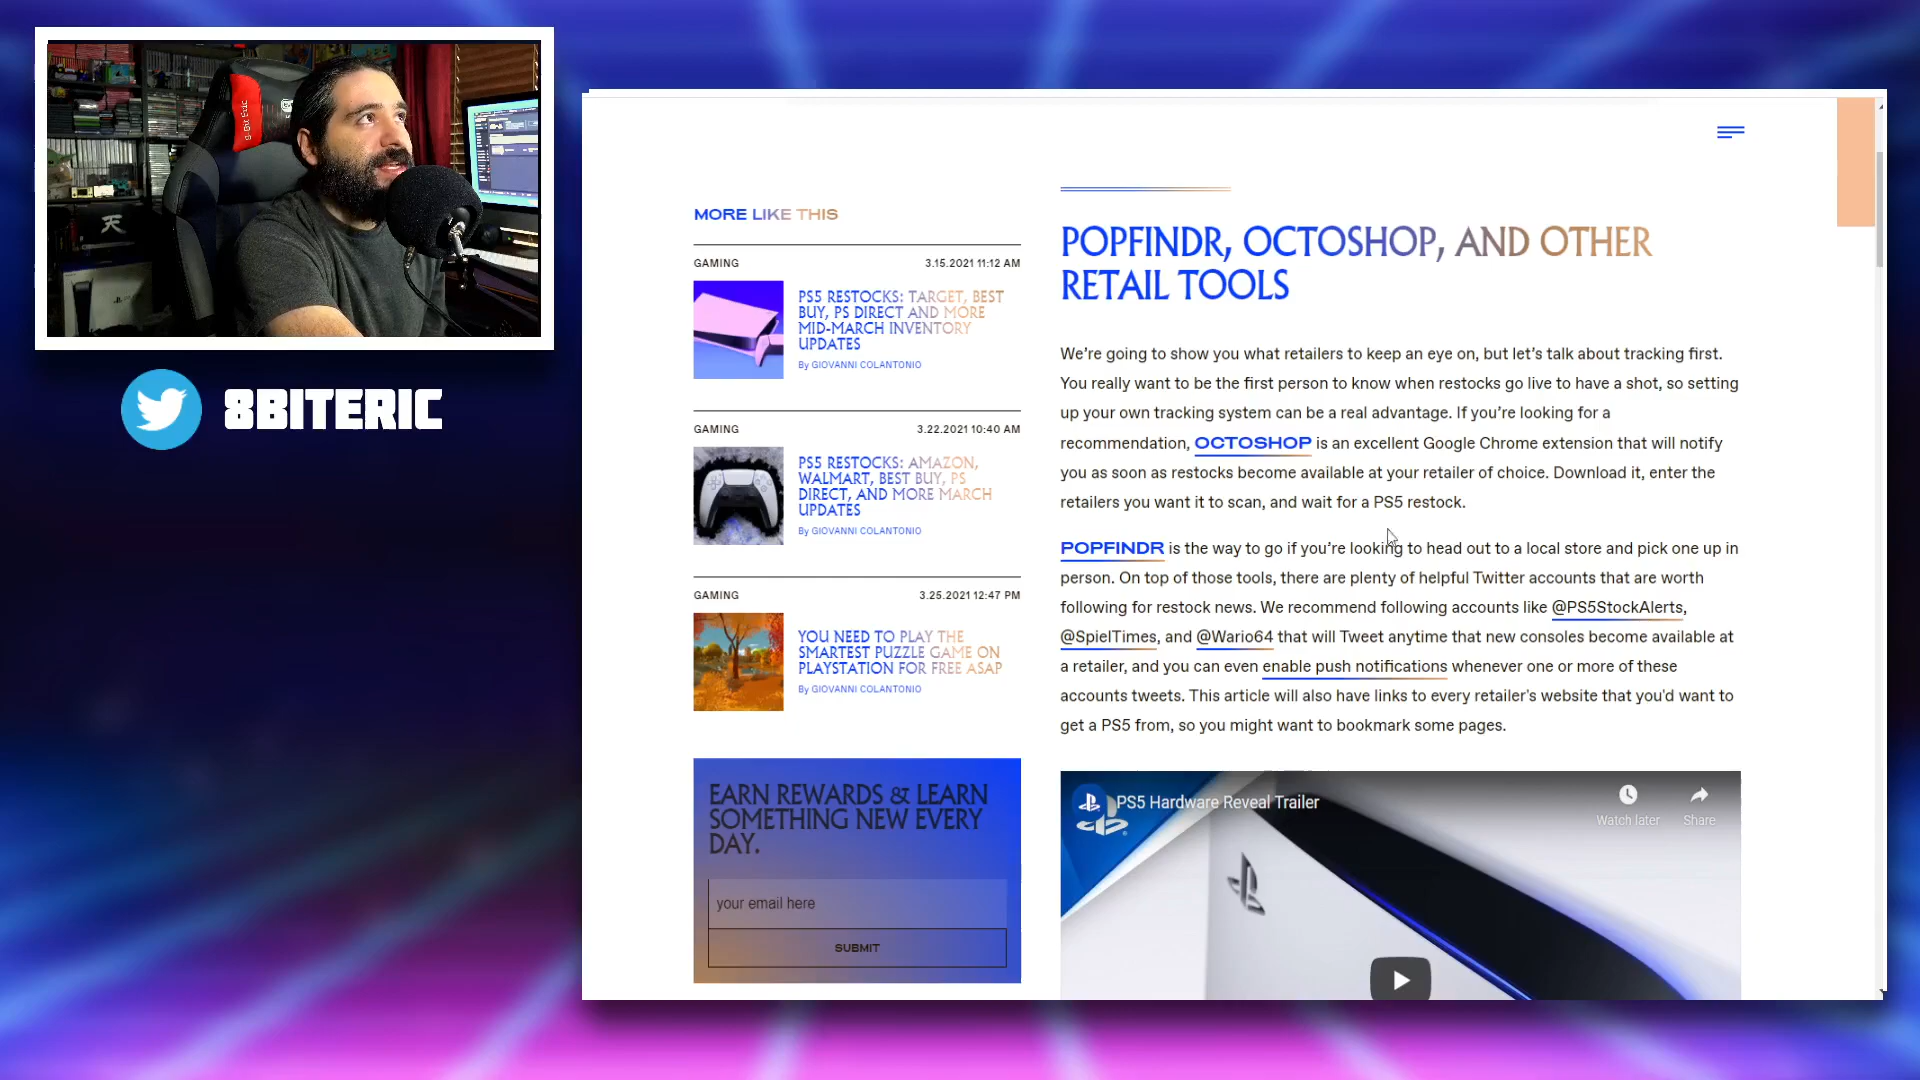 8-Bit Eric
8BITERIC
MORE LIKE THIS
GAMING 3.15.2021 11:12 AM
PS5 RESTOCKS: TARGET, BEST
BUY, PS DIRECT AND MORE
MID-MARCH INVENTORY
UPDATES
By GIOVANNI COLANTONIO
GAMING 3.22.2021 10:40 AM
PS5 RESTOCKS: AMAZON,
WALMART, BEST BUY, PS
DIRECT, AND MORE MARCH
UPDATES
By GIOVANNI COLANTONIO
GAMING 3.25.2021 12:47 PM
YOU NEED TO PLAY THE
SMARTEST PUZZLE GAME ON
PLAYSTATION FOR FREE ASAP
By GIOVANNI COLANTONIO
EARN REWARDS & LEARN
SOMETHING NEW EVERY
DAY.
your email here
SUBMIT
POPFINDR, OCTOSHOP, AND OTHER
RETAIL TOOLS
We're going to show you what retailers to keep an eye on, but let's talk about tracking first.
You really want to be the first person to know when restocks go live to have a shot, so setting
up your own tracking system can be a real advantage. If you're looking for a
recommendation, OCTOSHOP is an excellent Google Chrome extension that will notify
you as soon as restocks become available at your retailer of choice. Download it, enter the
retailers you want it to scan, and wait for a PS5 restock.
POPFINDR is the way to go if you're looking to head out to a local store and pick one up in
person. On top of those tools, there are plenty of helpful Twitter accounts that are worth
following for restock news. We recommend following accounts like @PS5StockAlerts,
@SpielTimes, and @Wario64 that will Tweet anytime that new consoles become available at
a retailer, and you can even enable push notifications whenever one or more of these
accounts tweets. This article will also have links to every retailer's website that you'd want to
get a PS5 from, so you might want to bookmark some pages.
PS5 Hardware Reveal Trailer
Watch later Share